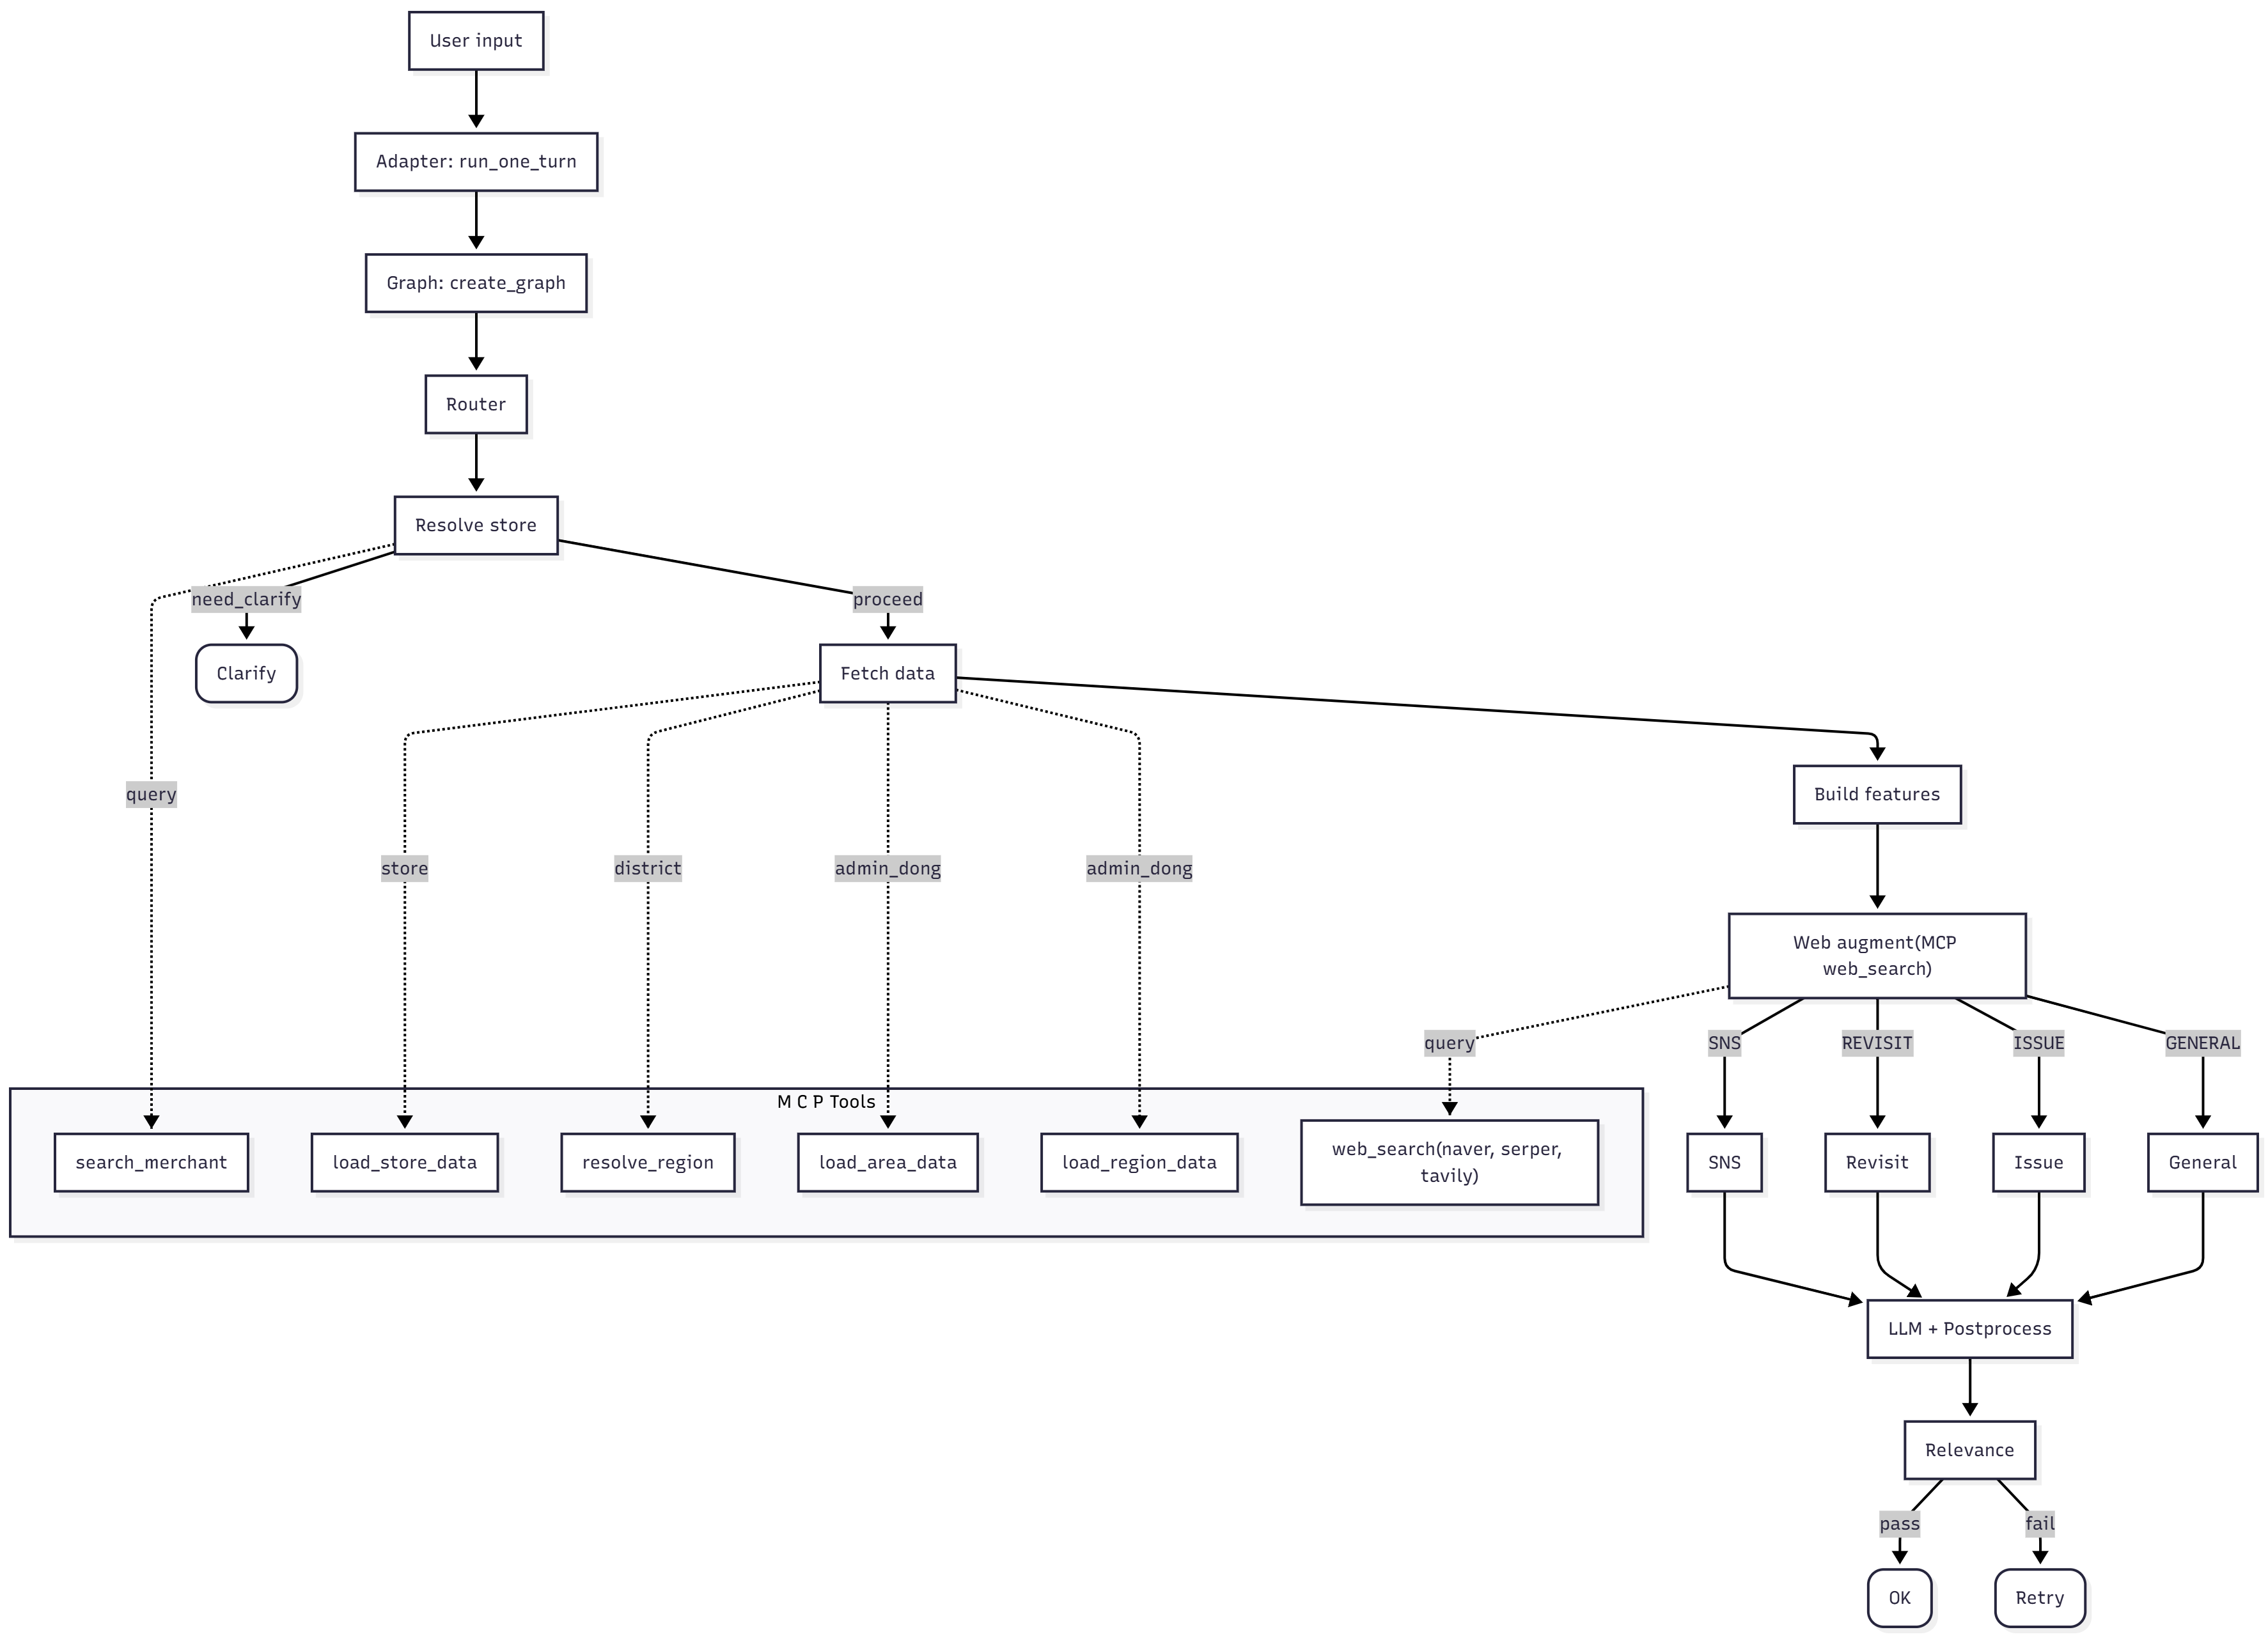 User input
Adapter: run_one_turn
Graph: create_graph
Router
Resolve store
need_clarify
proceed
Clarify
Fetch data
query
Build features
store
district
admin_dong
admin_dong
Web augment(MCP
web_search)
query
SNS
REVISIT
ISSUE
GENERAL
M C P Tools
search_merchant
load_store_data
resolve_region
load_area_data
load_region_data
web_search(naver, serper,
tavily)
SNS
Revisit
Issue
General
LLM + Postprocess
Relevance
pass
fail
OK
Retry